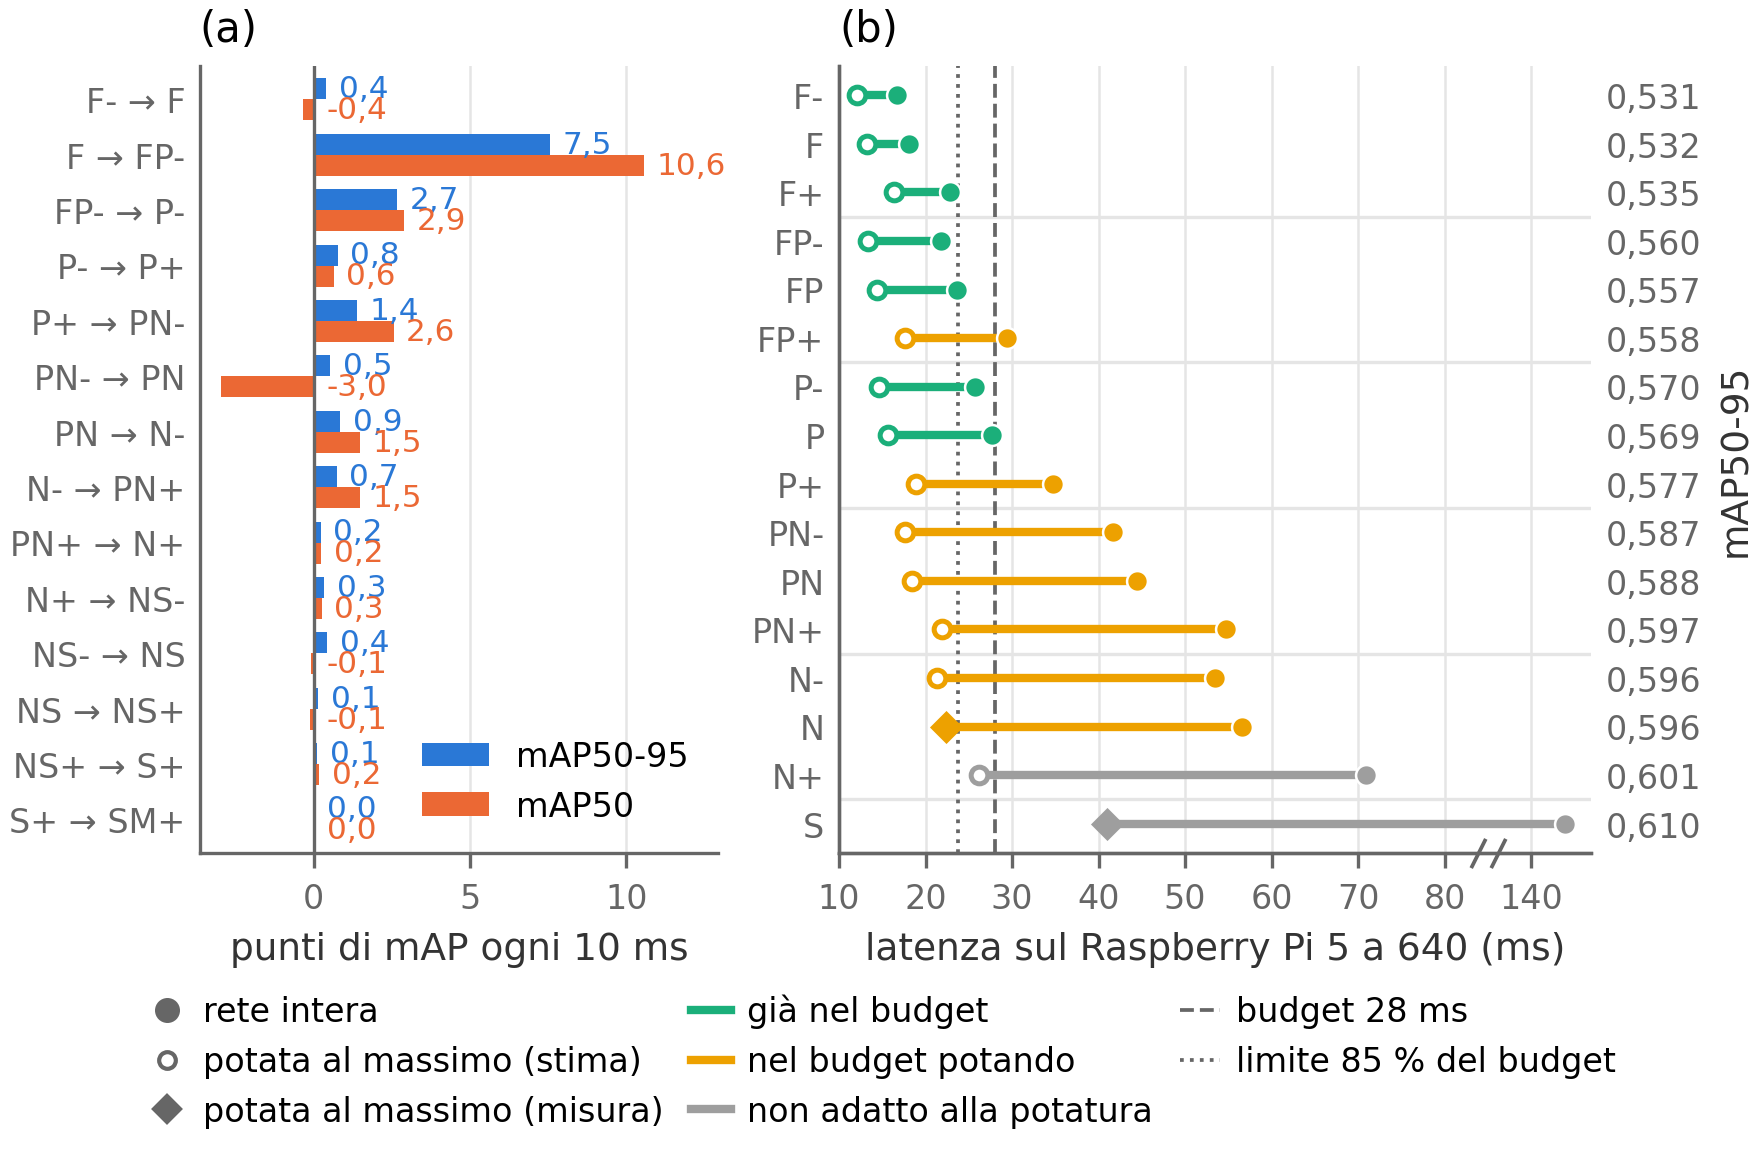 (a)
F- → F
0,4
-0,4
F → FP-
7,5
10,6
FP- → P-
2,7
2,9
P- → P+
0,8
0,6
P+ → PN-
1,4
2,6
PN- → PN
0,5
-3,0
PN → N-
0,9
1,5
N- → PN+
0,7
1,5
PN+ → N+
0,2
0,2
N+ → NS-
0,3
0,3
NS- → NS
0,4
-0,1
NS → NS+
0,1
-0,1
NS+ → S+
0,1
0,2
S+ → SM+
0,0
0,0
mAP50-95
mAP50
0 5 10
punti di mAP ogni 10 ms
(b)
F- 0,531
F 0,532
F+ 0,535
FP- 0,560
FP 0,557
FP+ 0,558
P- 0,570
P 0,569
P+ 0,577
PN- 0,587
PN 0,588
PN+ 0,597
N- 0,596
N 0,596
N+ 0,601
S 0,610
mAP50-95
10 20 30 40 50 60 70 80 140
latenza sul Raspberry Pi 5 a 640 (ms)
rete intera
potata al massimo (stima)
potata al massimo (misura)
già nel budget
nel budget potando
non adatto alla potatura
budget 28 ms
limite 85 % del budget